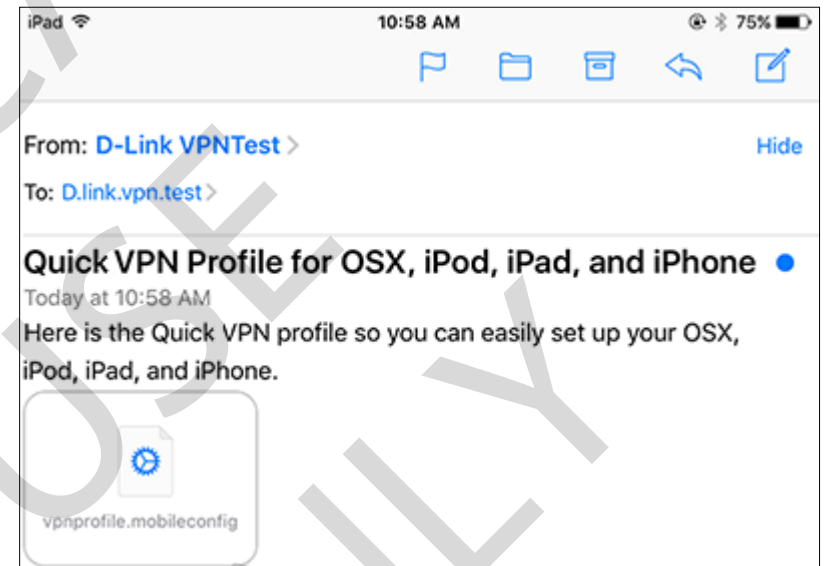 iPad 10:58 AM 75%
From: D-Link VPNTest Hide
To: D.link.vpn.test
Quick VPN Profile for OSX, iPod, iPad, and iPhone
Today at 10:58 AM
Here is the Quick VPN profile so you can easily set up your OSX,
iPod, iPad, and iPhone.
vpnprofile.mobileconfig